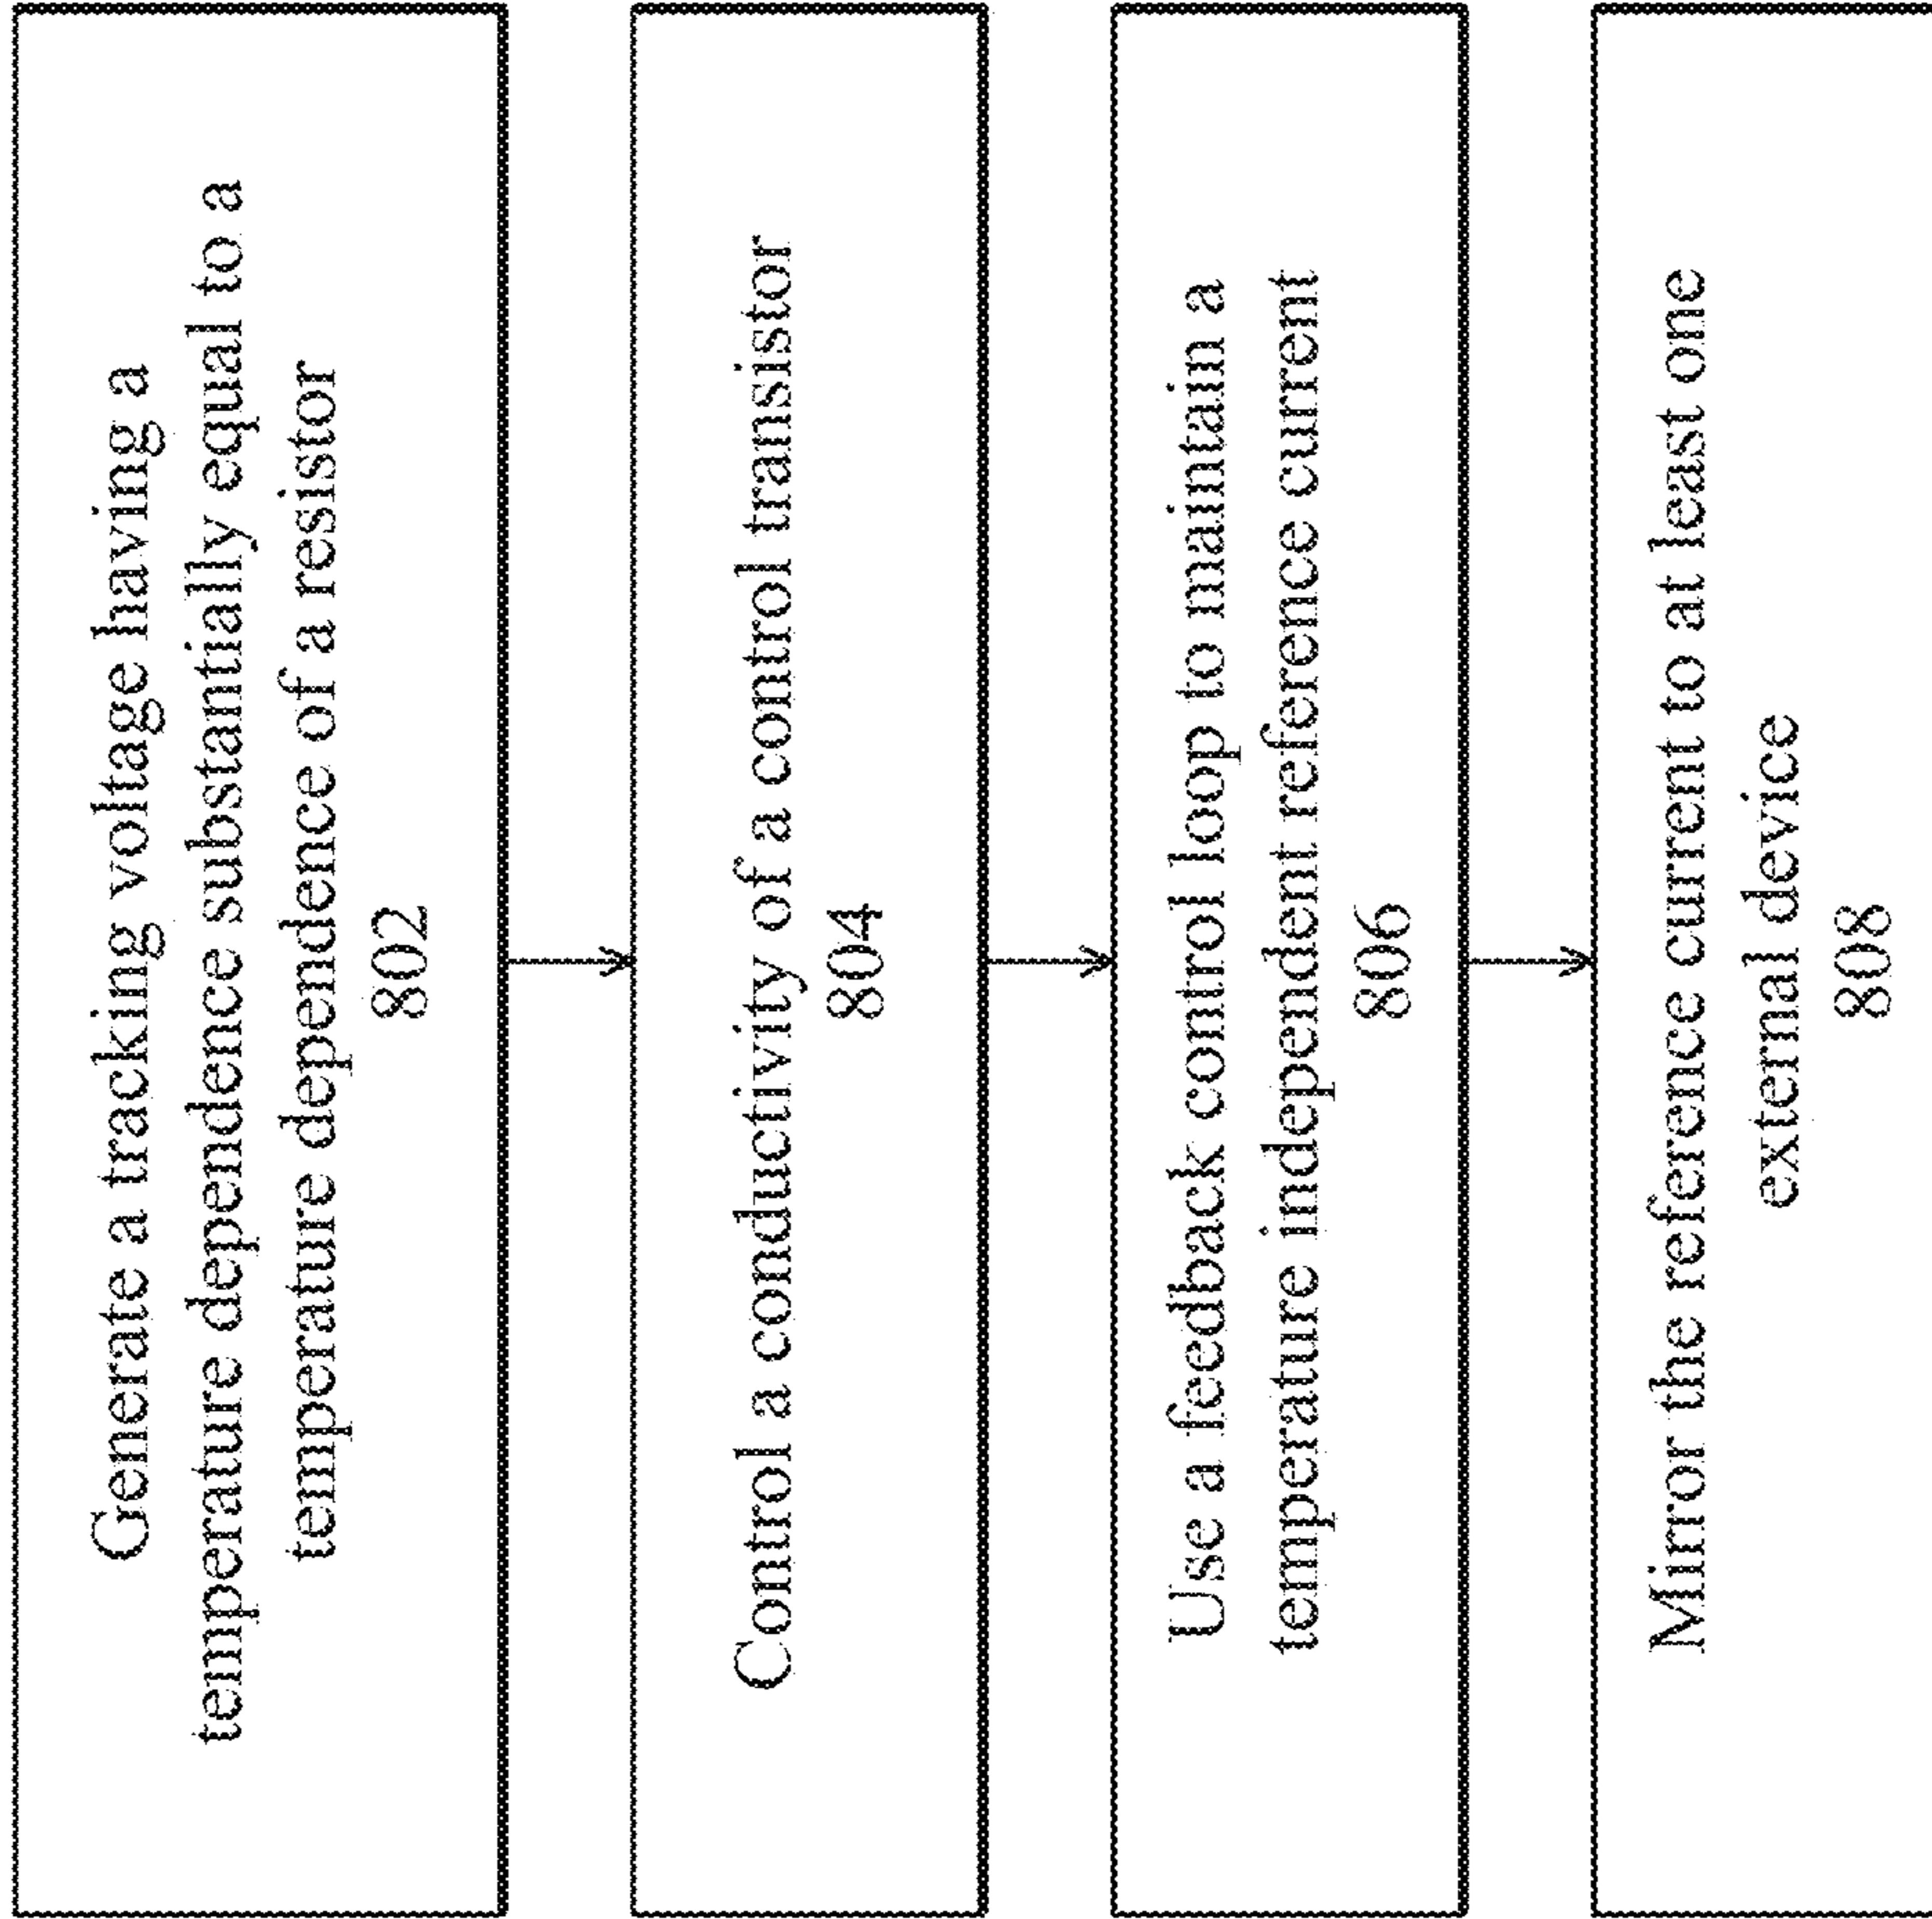 Generate a tracking voltage having a
temperature dependence substantially equal to a
temperature dependence of a resistor
802
Control a conductivity of a control transistor
804
Use a feedback control loop to maintain a
temperature independent reference current
806
Mirror the reference current to at least one
external device
808